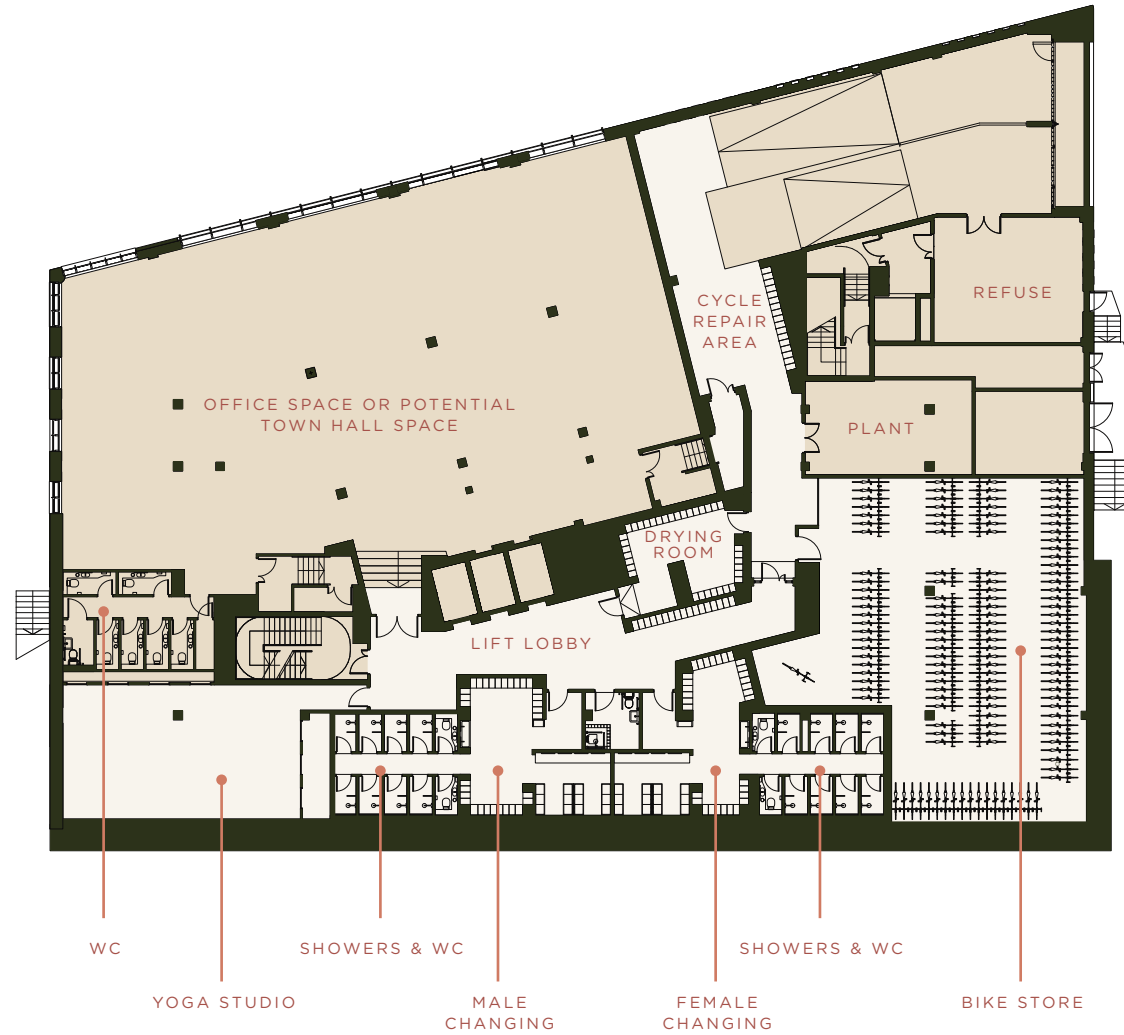 REFUSE
CYCLE
REPAIR
AREA
OFFICE SPACE OR POTENTIAL
TOWN HALL SPACE
PLANT
DRYING
ROOM
LIFT LOBBY
WC
SHOWERS & WC
SHOWERS & WC
YOGA STUDIO
MALE
CHANGING
FEMALE
CHANGING
BIKE STORE